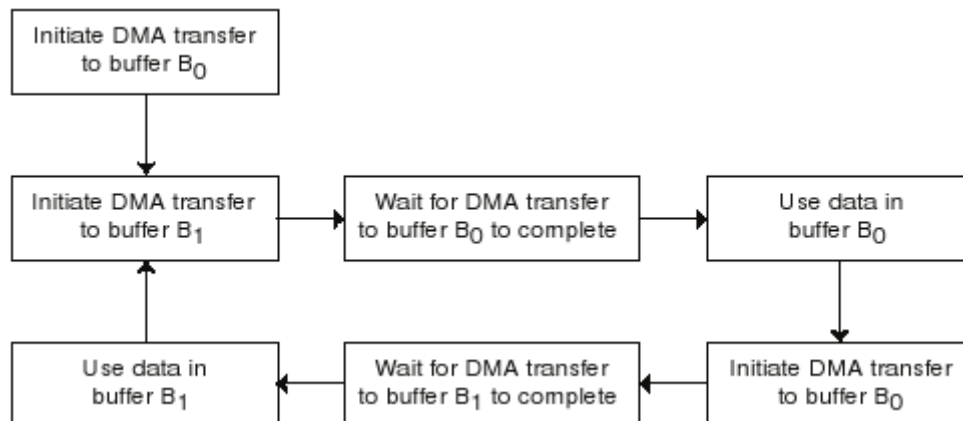 Initiate DMA transfer
to buffer B0
Initiate DMA transfer
to buffer B1
Wait for DMA transfer
to buffer B0 to complete
Use data in
buffer B0
Use data in
buffer B1
Wait for DMA transfer
to buffer B1 to complete
Initiate DMA transfer
to buffer B0